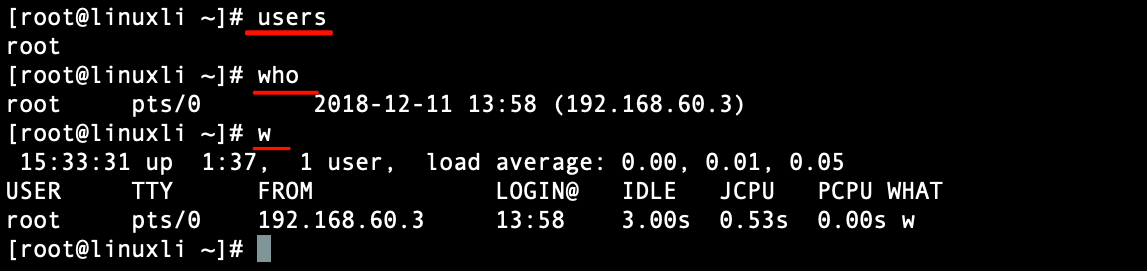 [root@linuxli ~]# users
root
[root@linuxli ~]# who
root     pts/0        2018-12-11 13:58 (192.168.60.3)
[root@linuxli ~]# w
 15:33:31 up  1:37,  1 user,  load average: 0.00, 0.01, 0.05
USER     TTY      FROM             LOGIN@   IDLE   JCPU   PCPU WHAT
root     pts/0    192.168.60.3     13:58    3.00s  0.53s  0.00s w
[root@linuxli ~]#